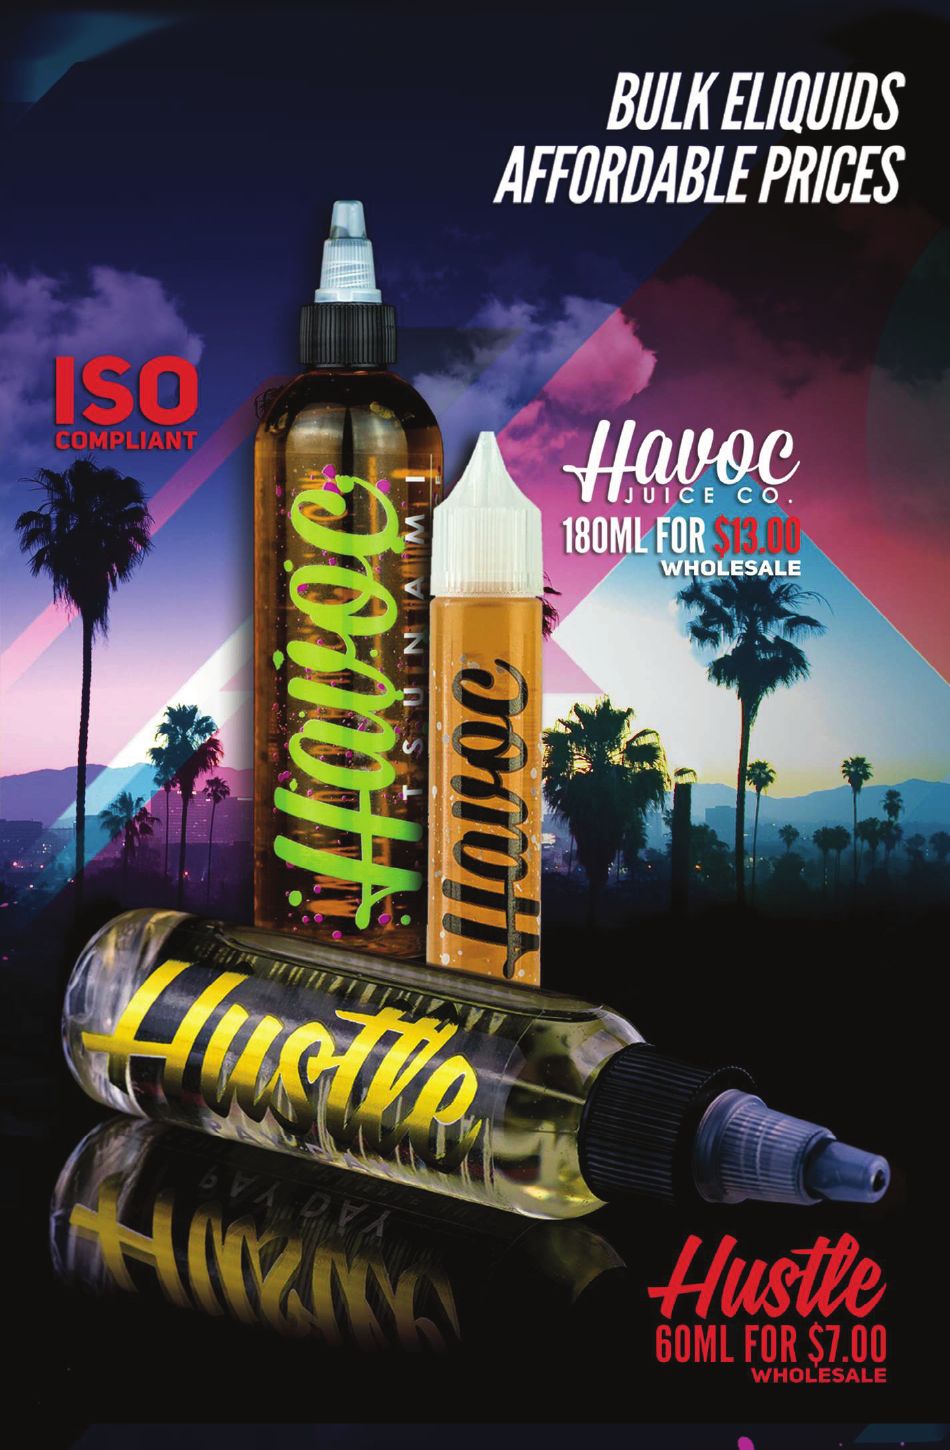 BULK ELIQUIDS
AFFORDABLE PRICES
ISO
COMPLIANT
Havoc
JUICE CO.
180ML FOR $13.00
WHOLESALE
Havoc
TSUNAMI
Havoc
Hustle
Hustle
60ML FOR $7.00
WHOLESALE